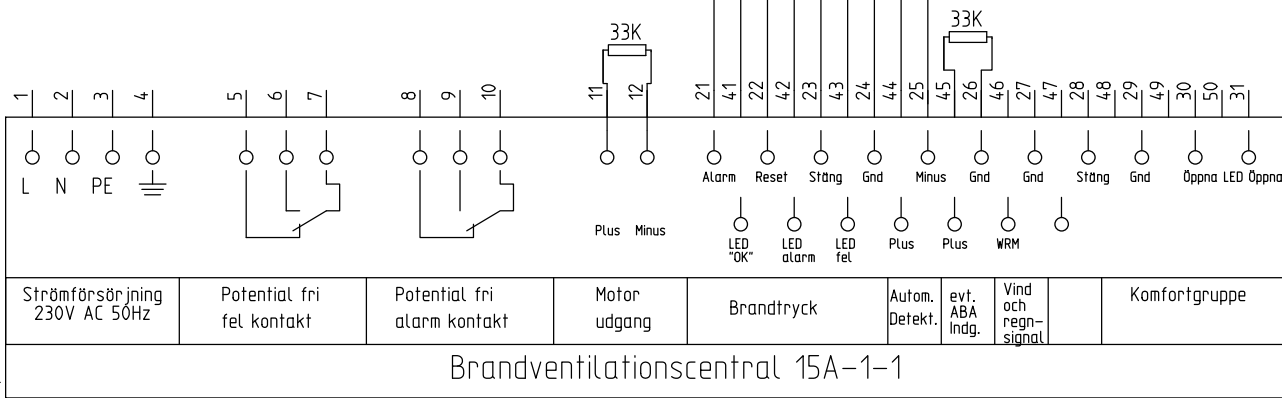 33K
33K
1 2 3 4 5 6 7 8 9 10 11 12 21 41 22 42 23 43 24 44 25 45 26 46 27 47 28 48 29 49 30 50 31
L N PE
Alarm Reset Stäng Gnd Minus Gnd Gnd Stäng Gnd Öppna LED Öppna
Plus Minus
LED "OK"
LED alarm
LED fel
Plus
Plus
WRM
Strömförsörjning
230V AC 50Hz
Potential fri
fel kontakt
Potential fri
alarm kontakt
Motor
udgang
Brandtryck
Autom.
Detekt.
evt.
ABA
Indg.
Vind
och
regn-
signal
Komfortgruppe
Brandventilationscentral 15A-1-1